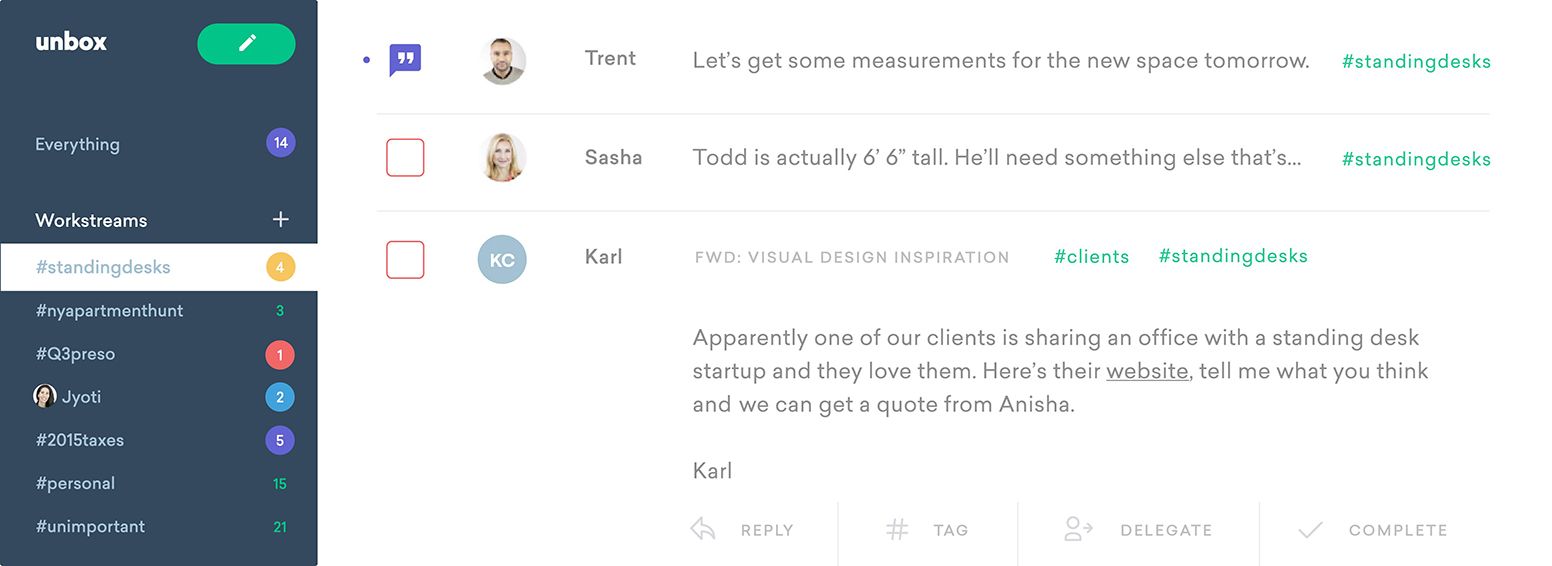 unbox
Everything 14
Workstreams +
#standingdesks 4
#nyapartmenthunt 3
#Q3preso 1
Jyoti 2
#2015taxes 5
#personal 15
#unimportant 21
Trent Let’s get some measurements for the new space tomorrow. #standingdesks
Sasha Todd is actually 6’ 6” tall. He’ll need something else that’s... #standingdesks
KC Karl FWD: VISUAL DESIGN INSPIRATION #clients #standingdesks
Apparently one of our clients is sharing an office with a standing desk
startup and they love them. Here’s their website, tell me what you think
and we can get a quote from Anisha.
Karl
REPLY # TAG DELEGATE COMPLETE